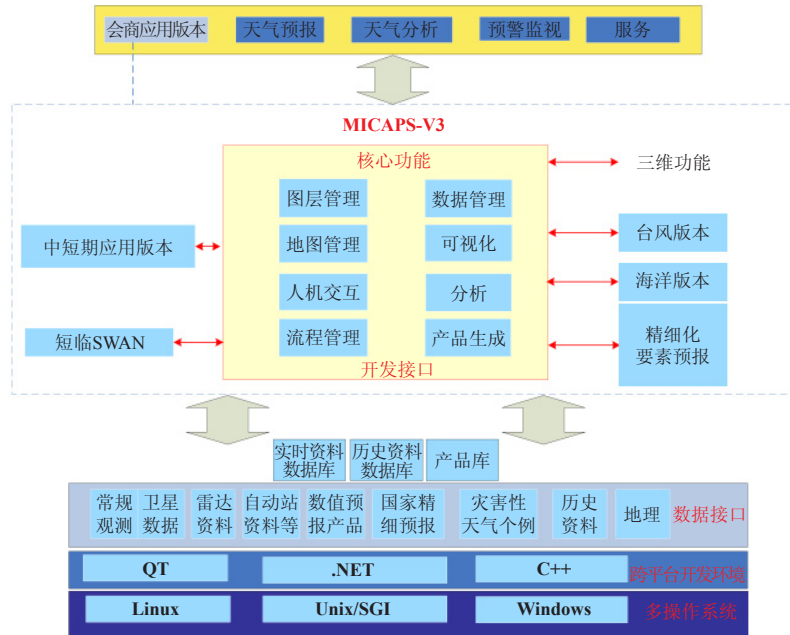 会商应用版本
天气预报
天气分析
预警监视
服务
MICAPS-V3
核心功能
图层管理
数据管理
地图管理
可视化
人机交互
分析
流程管理
产品生成
开发接口
中短期应用版本
短临SWAN
三维功能
台风版本
海洋版本
精细化
要素预报
实时资料
数据库
历史资料
数据库
产品库
常规
观测
卫星
数据
雷达
资料
自动站
资料等
数值预
报产品
国家精
细预报
灾害性
天气个例
历史
资料
地理
数据接口
QT
.NET
C++
跨平台开发环境
Linux
Unix/SGI
Windows
多操作系统